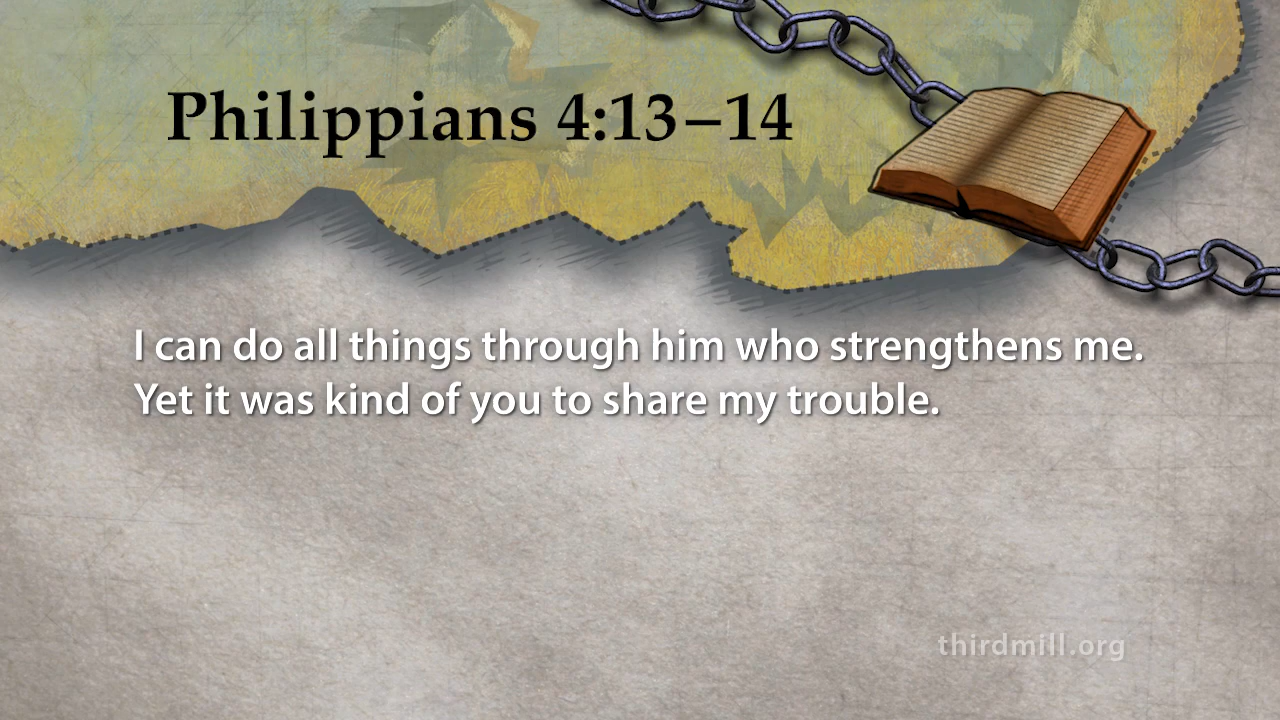 Philippians 4:13–14
I can do all things through him who strengthens me.
Yet it was kind of you to share my trouble.
thirdmill.org